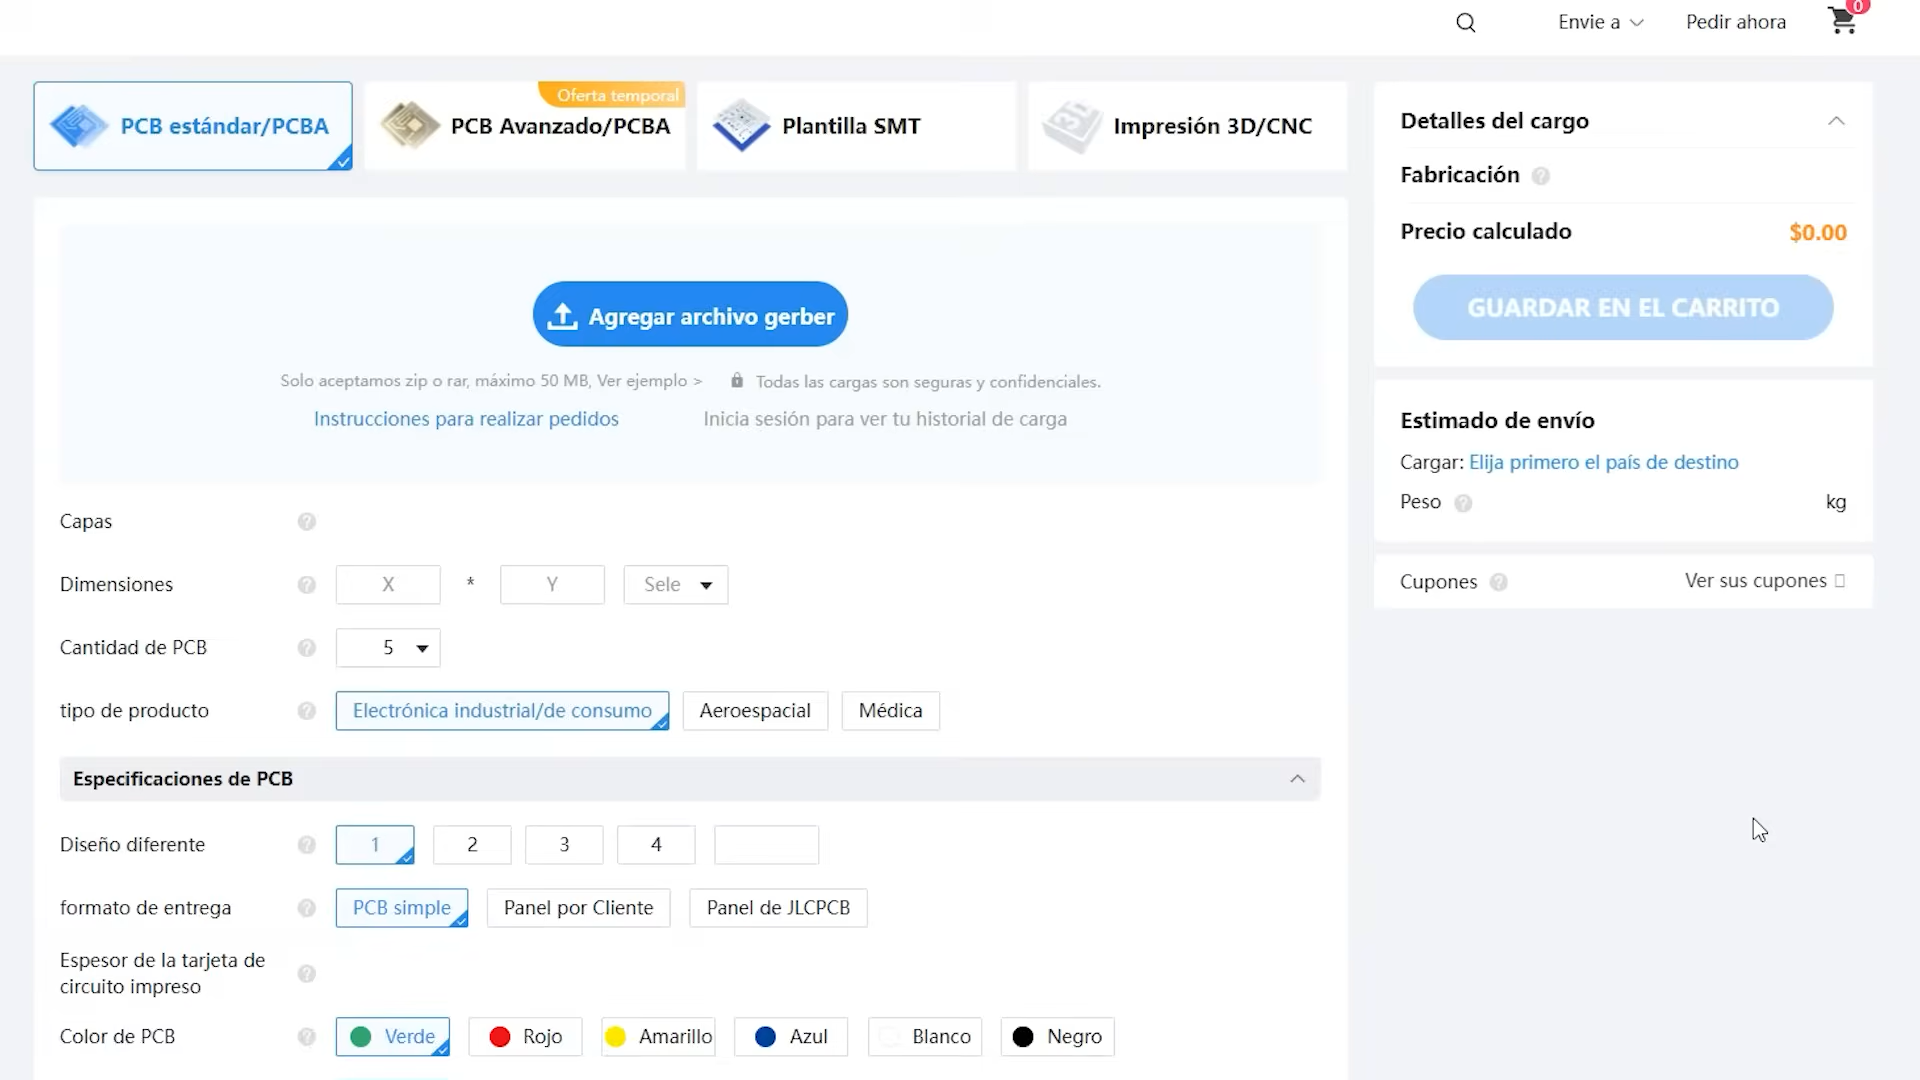 Envie a
Pedir ahora
0
PCB estándar/PCBA
Oferta temporal
PCB Avanzado/PCBA
Plantilla SMT
Impresión 3D/CNC
Agregar archivo gerber
Solo aceptamos zip o rar, máximo 50 MB, Ver ejemplo >
Todas las cargas son seguras y confidenciales.
Instrucciones para realizar pedidos
Inicia sesión para ver tu historial de carga
Capas
Dimensiones
X * Y Sele
Cantidad de PCB
5
tipo de producto
Electrónica industrial/de consumo
Aeroespacial
Médica
Especificaciones de PCB
Diseño diferente
1 2 3 4
formato de entrega
PCB simple
Panel por Cliente
Panel de JLCPCB
Espesor de la tarjeta de
circuito impreso
Color de PCB
Verde
Rojo
Amarillo
Azul
Blanco
Negro
Detalles del cargo
Fabricación
Precio calculado
$0.00
GUARDAR EN EL CARRITO
Estimado de envío
Cargar: Elija primero el país de destino
Peso
kg
Cupones
Ver sus cupones